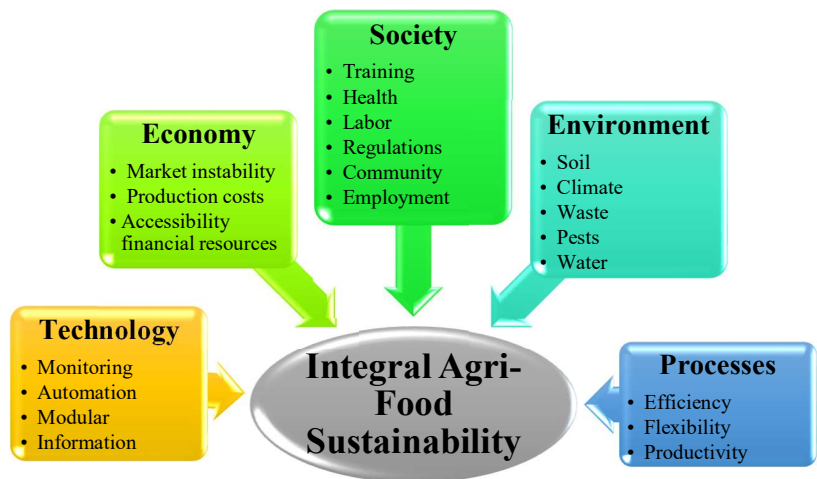 Society
• Training
• Health
• Labor
• Regulations
• Community
• Employment
Economy
• Market instability
• Production costs
• Accessibility
financial resources
Environment
• Soil
• Climate
• Waste
• Pests
• Water
Technology
• Monitoring
• Automation
• Modular
• Information
Integral Agri-
Food
Sustainability
Processes
• Efficiency
• Flexibility
• Productivity